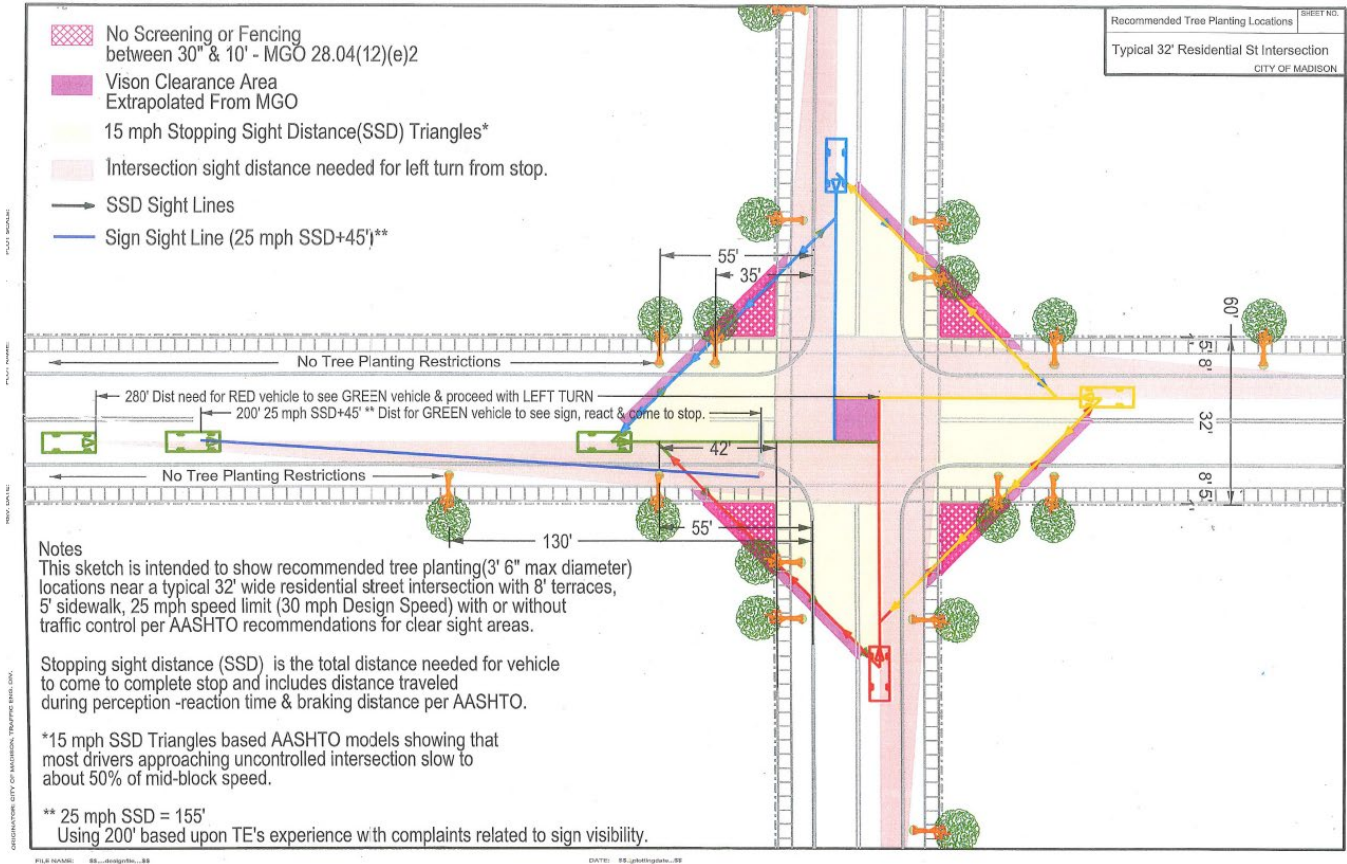 Recommended Tree Planting Locations
SHEET NO.
Typical 32' Residential St Intersection
CITY OF MADISON
No Screening or Fencing
between 30" & 10' - MGO 28.04(12)(e)2
Vison Clearance Area
Extrapolated From MGO
15 mph Stopping Sight Distance(SSD) Triangles*
Intersection sight distance needed for left turn from stop.
SSD Sight Lines
Sign Sight Line (25 mph SSD+45')**
55'
35'
60'
No Tree Planting Restrictions
5'
8'
280' Dist need for RED vehicle to see GREEN vehicle & proceed with LEFT TURN
200' 25 mph SSD+45' ** Dist for GREEN vehicle to see sign, react & come to stop.
32'
42'
No Tree Planting Restrictions
8'
5'
55'
130'
Notes
This sketch is intended to show recommended tree planting(3' 6" max diameter)
locations near a typical 32' wide residential street intersection with 8' terraces,
5' sidewalk, 25 mph speed limit (30 mph Design Speed) with or without
traffic control per AASHTO recommendations for clear sight areas.
Stopping sight distance (SSD) is the total distance needed for vehicle
to come to complete stop and includes distance traveled
during perception -reaction time & braking distance per AASHTO.
*15 mph SSD Triangles based AASHTO models showing that
most drivers approaching uncontrolled intersection slow to
about 50% of mid-block speed.
** 25 mph SSD = 155'
Using 200' based upon TE's experience with complaints related to sign visibility.
ORIGINATOR: CITY OF MADISON, TRAFFIC ENG. DIV.
FILE NAME:
DATE: